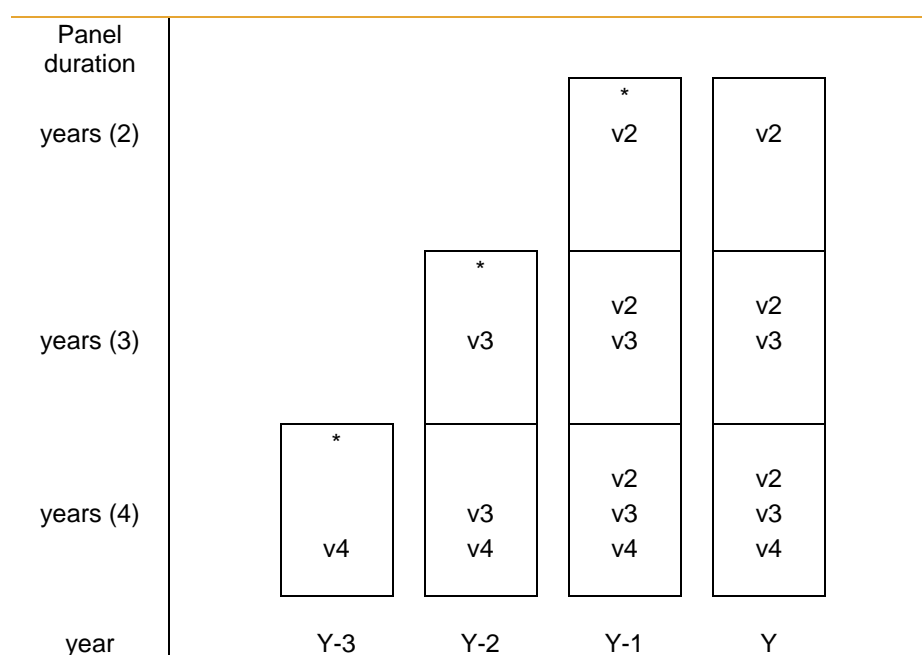 Panel
duration
*
years (2) v2 v2
*
v2 v2
years (3) v3 v3 v3
*
v2 v2
years (4) v3 v3 v3
v4 v4 v4 v4
year Y-3 Y-2 Y-1 Y